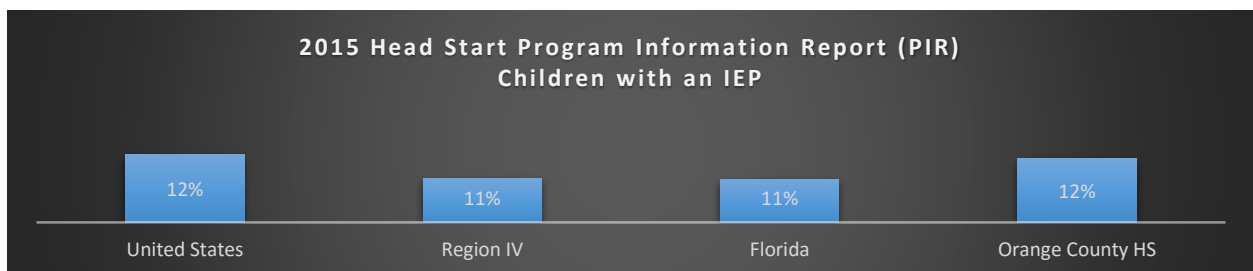 2015 Head Start Program Information Report (PIR)
Children with an IEP
12% 11% 11% 12%
United States Region IV Florida Orange County HS